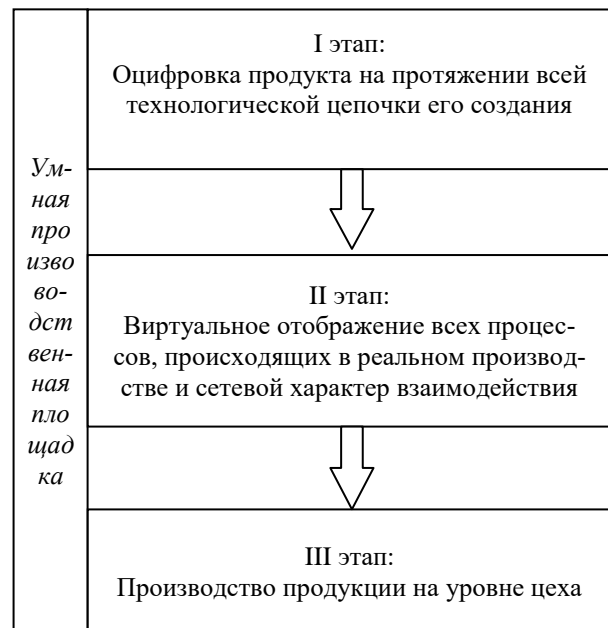 Ум-
ная
про
изво
во-
дст
вен-
ная
пло
щад
ка
I этап:
Оцифровка продукта на протяжении всей
технологической цепочки его создания
II этап:
Виртуальное отображение всех процес-
сов, происходящих в реальном производ-
стве и сетевой характер взаимодействия
III этап:
Производство продукции на уровне цеха